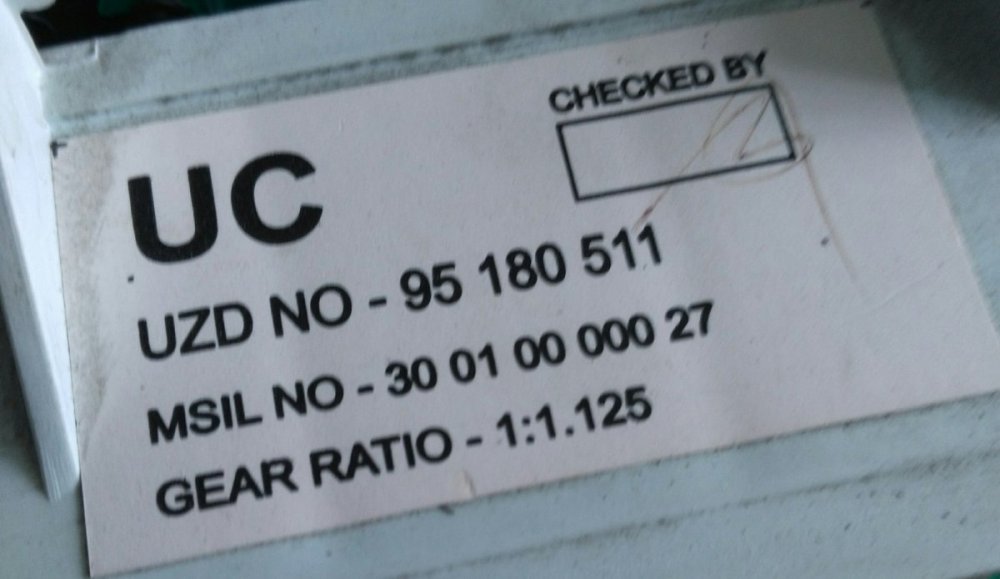 CHECKED BY
UC
UZD NO - 95 180 511
MSIL NO - 30 01 00 000 27
GEAR RATIO - 1:1.125